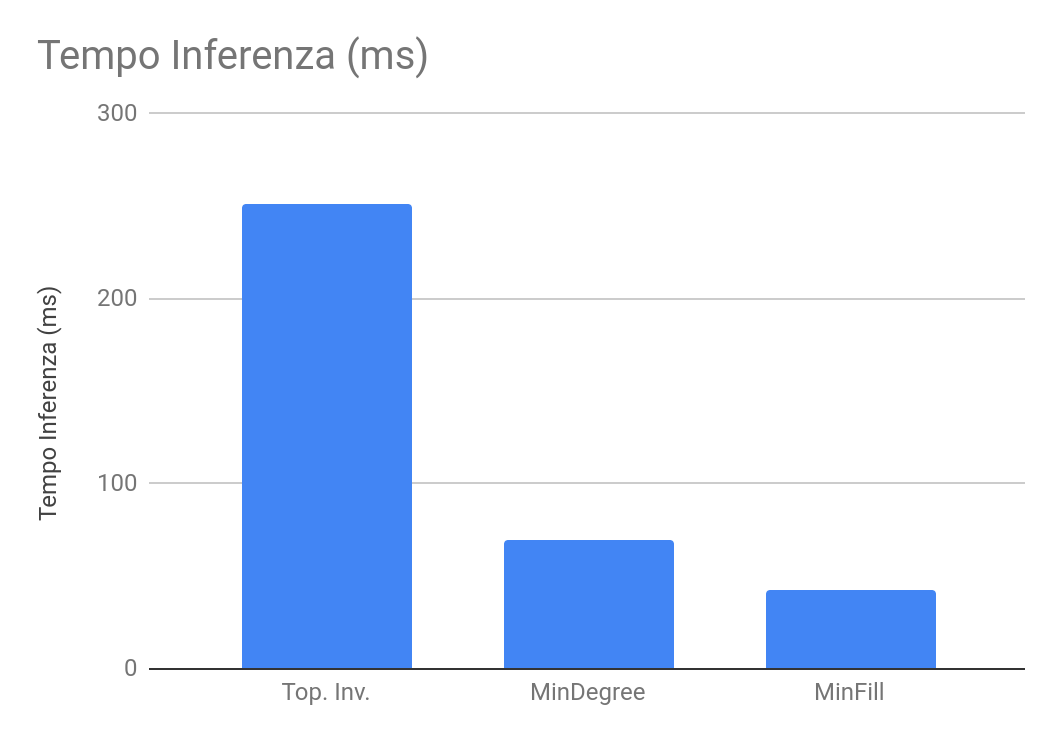 Tempo Inferenza (ms)
300
200
100
0
Tempo Inferenza (ms)
Top. Inv.
MinDegree
MinFill